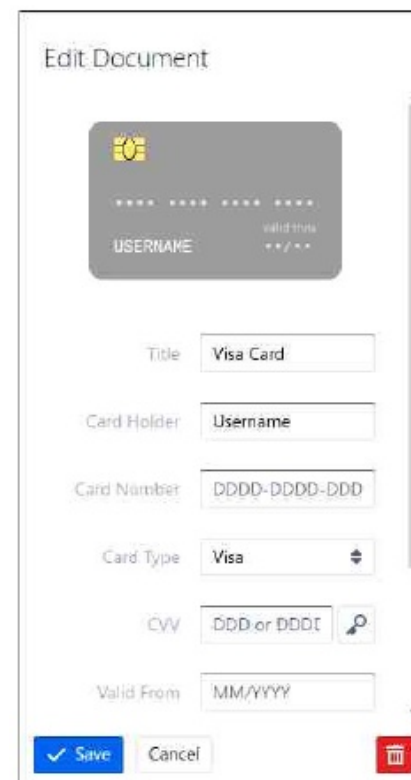 Edit Document
•••• •••• •••• ••••
valid thru
USERNAME ••/••
Title Visa Card
Card Holder Username
Card Number DDDD-DDDD-DDD
Card Type Visa
CVV DDD or DDD
Valid From MM/YYYY
Save Cancel